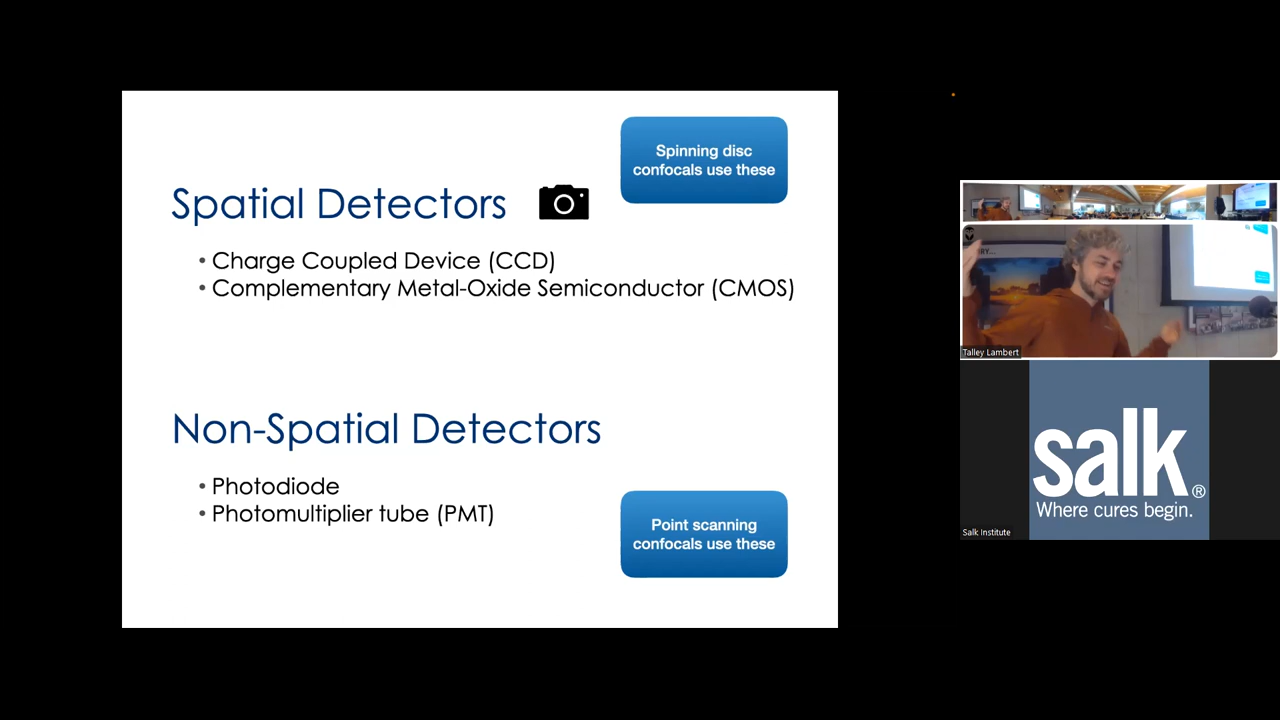 Spinning disc
confocals use these
Spatial Detectors
• Charge Coupled Device (CCD)
• Complementary Metal-Oxide Semiconductor (CMOS)
Non-Spatial Detectors
• Photodiode
• Photomultiplier tube (PMT)
Point scanning
confocals use these
Talley Lambert
salk®
Where cures begin.
Salk Institute